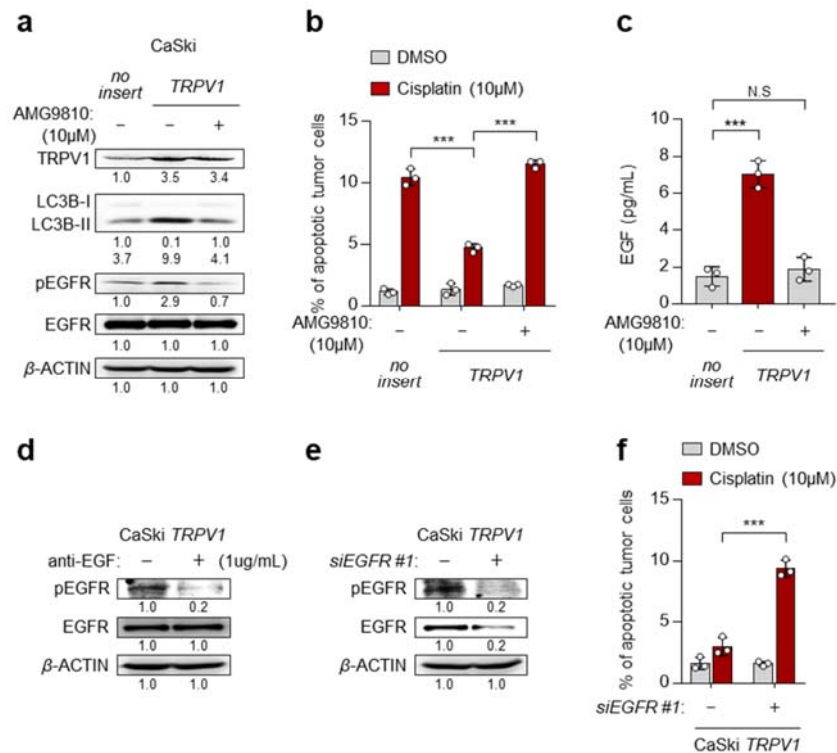 a
CaSki
no insert
TRPV1
AMG9810: (10μM)
− − +
TRPV1
1.0 3.5 3.4
LC3B-I
LC3B-II
1.0 0.1 1.0
3.7 9.9 4.1
pEGFR
1.0 2.9 0.7
EGFR
1.0 1.0 1.0
β-ACTIN
1.0 1.0 1.0
b
DMSO
Cisplatin (10μM)
% of apoptotic tumor cells
15
10
5
0
*** ***
AMG9810: (10μM)
− − +
no insert
TRPV1
c
EGF (pg/mL)
10
8
6
4
2
0
N.S
***
AMG9810: (10μM)
− − +
no insert
TRPV1
d
CaSki TRPV1
anti-EGF: − + (1ug/mL)
pEGFR
1.0 0.2
EGFR
1.0 1.0
β-ACTIN
1.0 1.0
e
CaSki TRPV1
siEGFR #1: − +
pEGFR
1.0 0.2
EGFR
1.0 0.2
β-ACTIN
1.0 1.0
f
DMSO
Cisplatin (10μM)
% of apoptotic tumor cells
15
10
5
0
***
siEGFR #1: − +
CaSki TRPV1